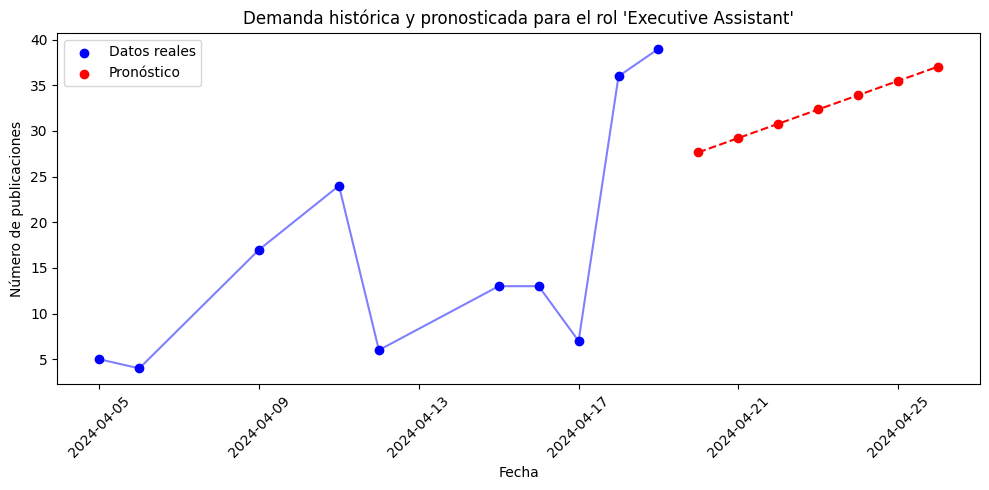 Demanda histórica y pronosticada para el rol 'Executive Assistant'
Datos reales
Pronóstico
Número de publicaciones
40
35
30
25
20
15
10
5
2024-04-05
2024-04-09
2024-04-13
2024-04-17
2024-04-21
2024-04-25
Fecha